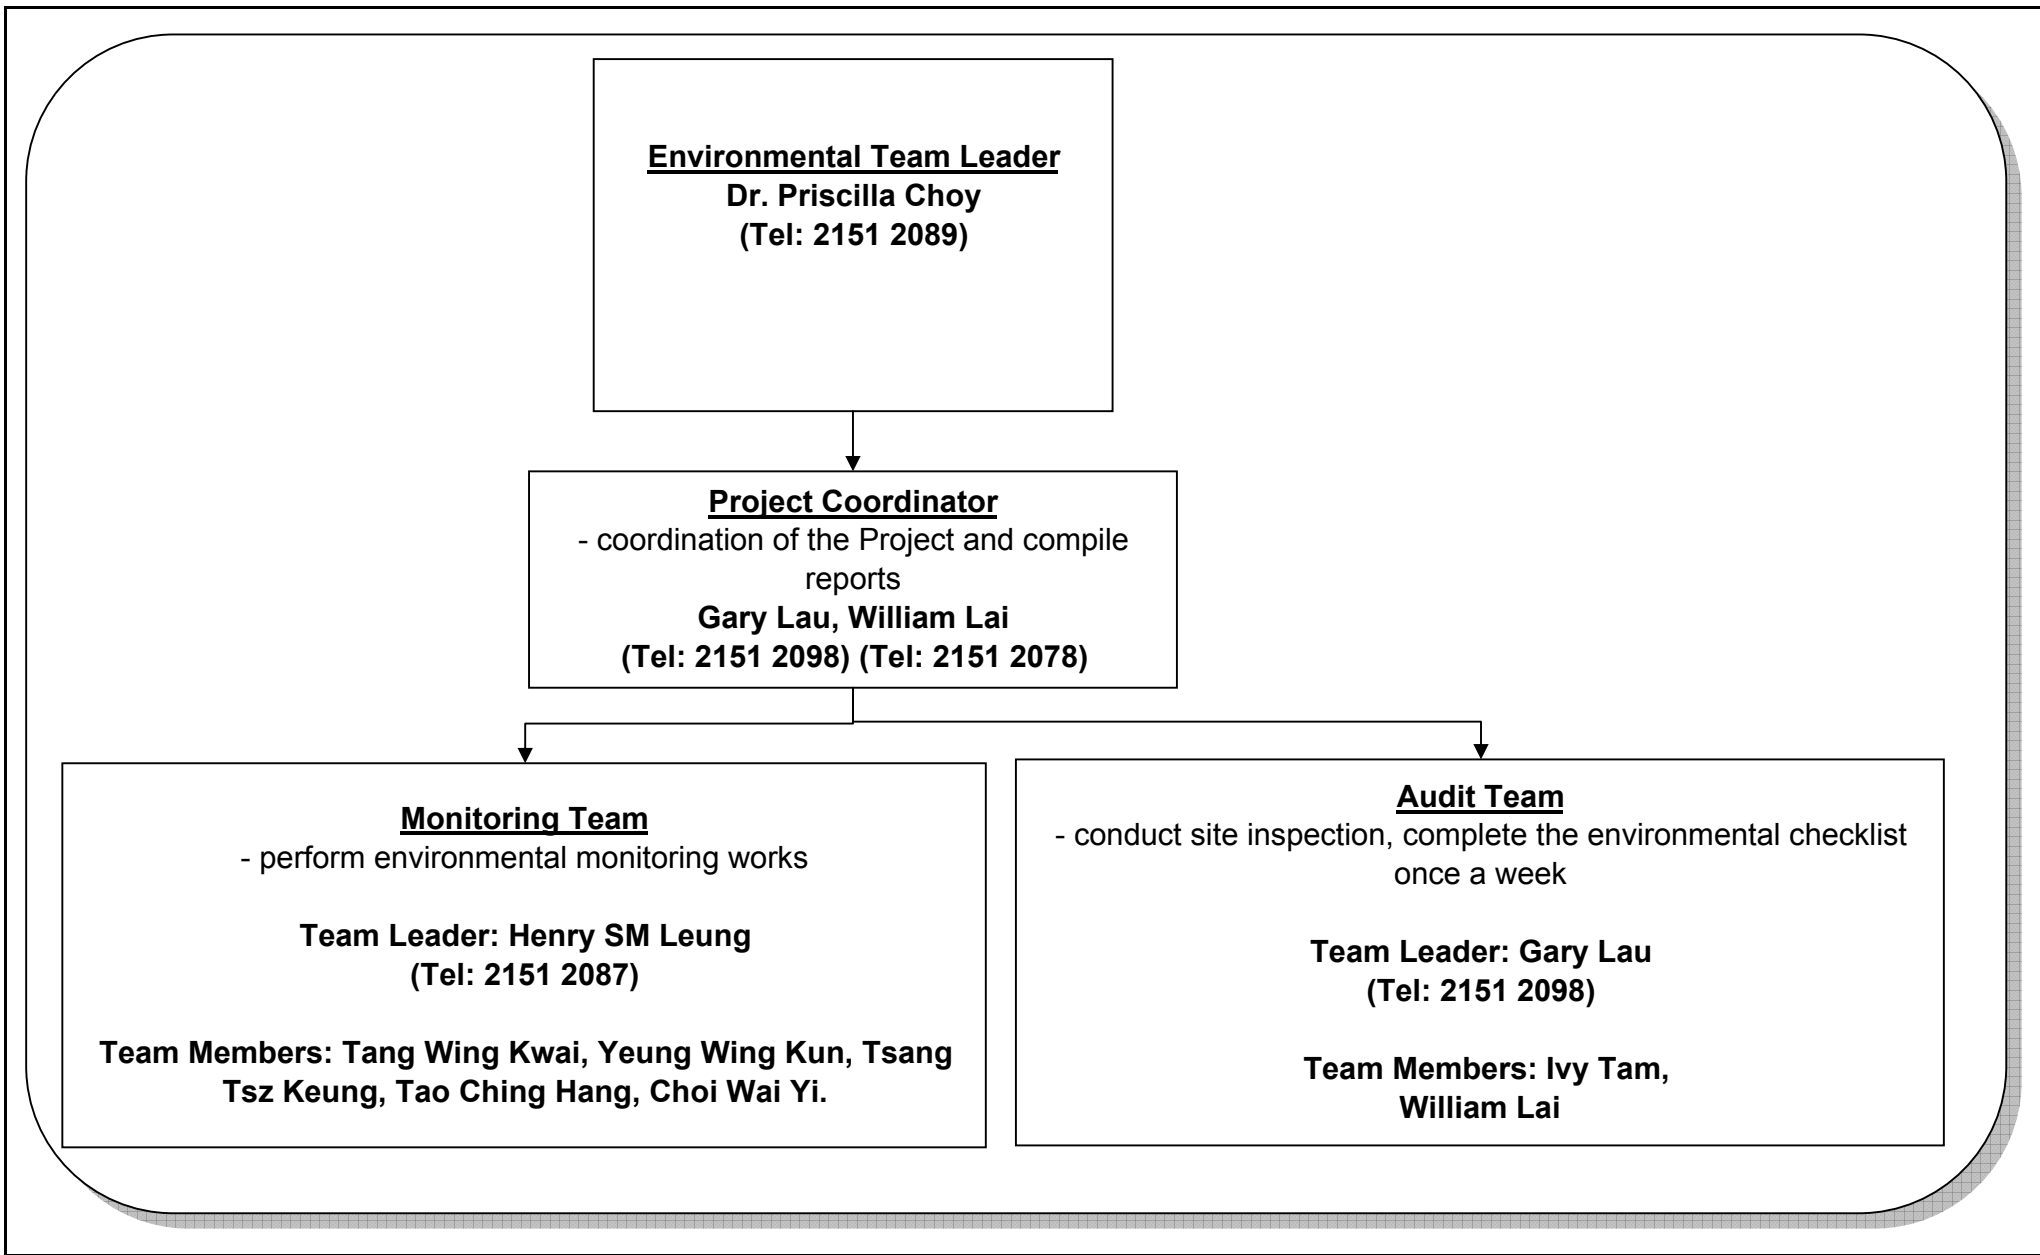 Environmental Team Leader
Dr. Priscilla Choy
(Tel: 2151 2089)
Project Coordinator
- coordination of the Project and compile
reports
Gary Lau, William Lai
(Tel: 2151 2098) (Tel: 2151 2078)
Monitoring Team
- perform environmental monitoring works
Team Leader: Henry SM Leung
(Tel: 2151 2087)
Team Members: Tang Wing Kwai, Yeung Wing Kun, Tsang
Tsz Keung, Tao Ching Hang, Choi Wai Yi.
Audit Team
- conduct site inspection, complete the environmental checklist
once a week
Team Leader: Gary Lau
(Tel: 2151 2098)
Team Members: Ivy Tam,
William Lai